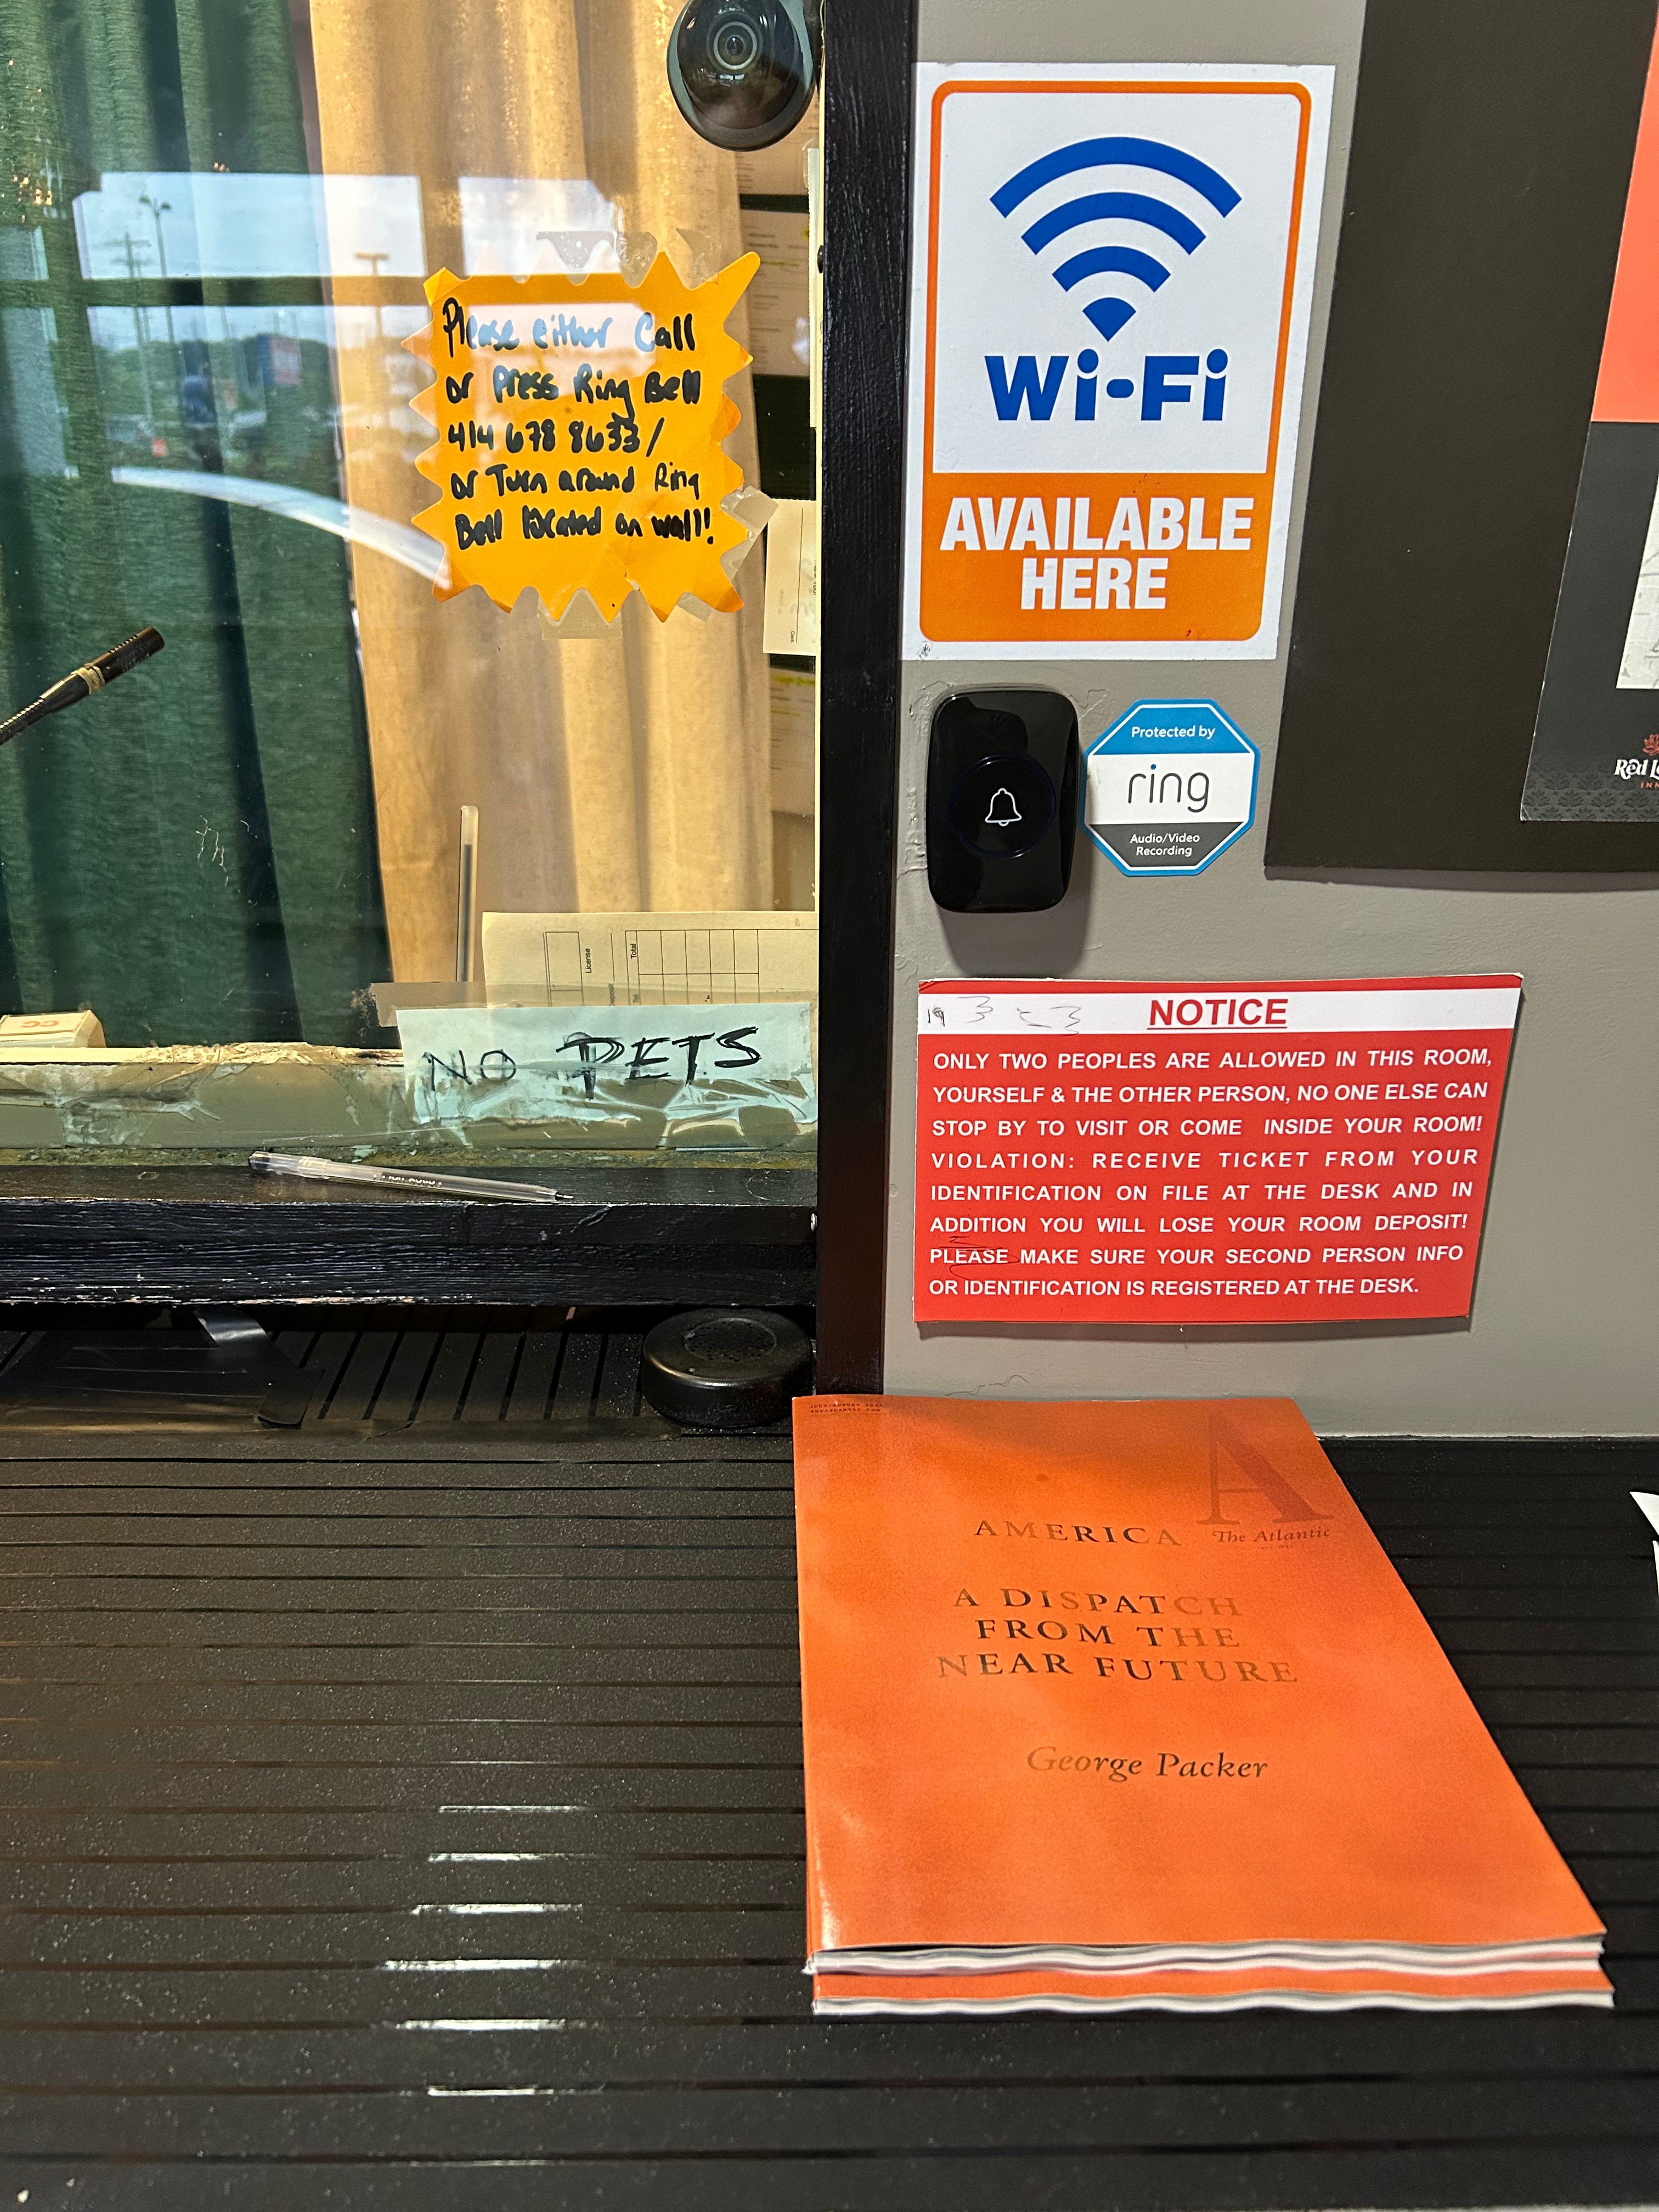 Please either Call
or Press Ring Bell
414 678 8633/
or Turn around Ring
Bell located on wall!
Wi-Fi
AVAILABLE
HERE
Protected by
ring
Audio/Video
Recording
Red
INN
License
Total
NO PETS
NOTICE
ONLY TWO PEOPLES ARE ALLOWED IN THIS ROOM,
YOURSELF & THE OTHER PERSON, NO ONE ELSE CAN
STOP BY TO VISIT OR COME INSIDE YOUR ROOM!
VIOLATION: RECEIVE TICKET FROM YOUR
IDENTIFICATION ON FILE AT THE DESK AND IN
ADDITION YOU WILL LOSE YOUR ROOM DEPOSIT!
PLEASE MAKE SURE YOUR SECOND PERSON INFO
OR IDENTIFICATION IS REGISTERED AT THE DESK.
A
The Atlantic
AMERICA
A DISPATCH
FROM THE
NEAR FUTURE
George Packer